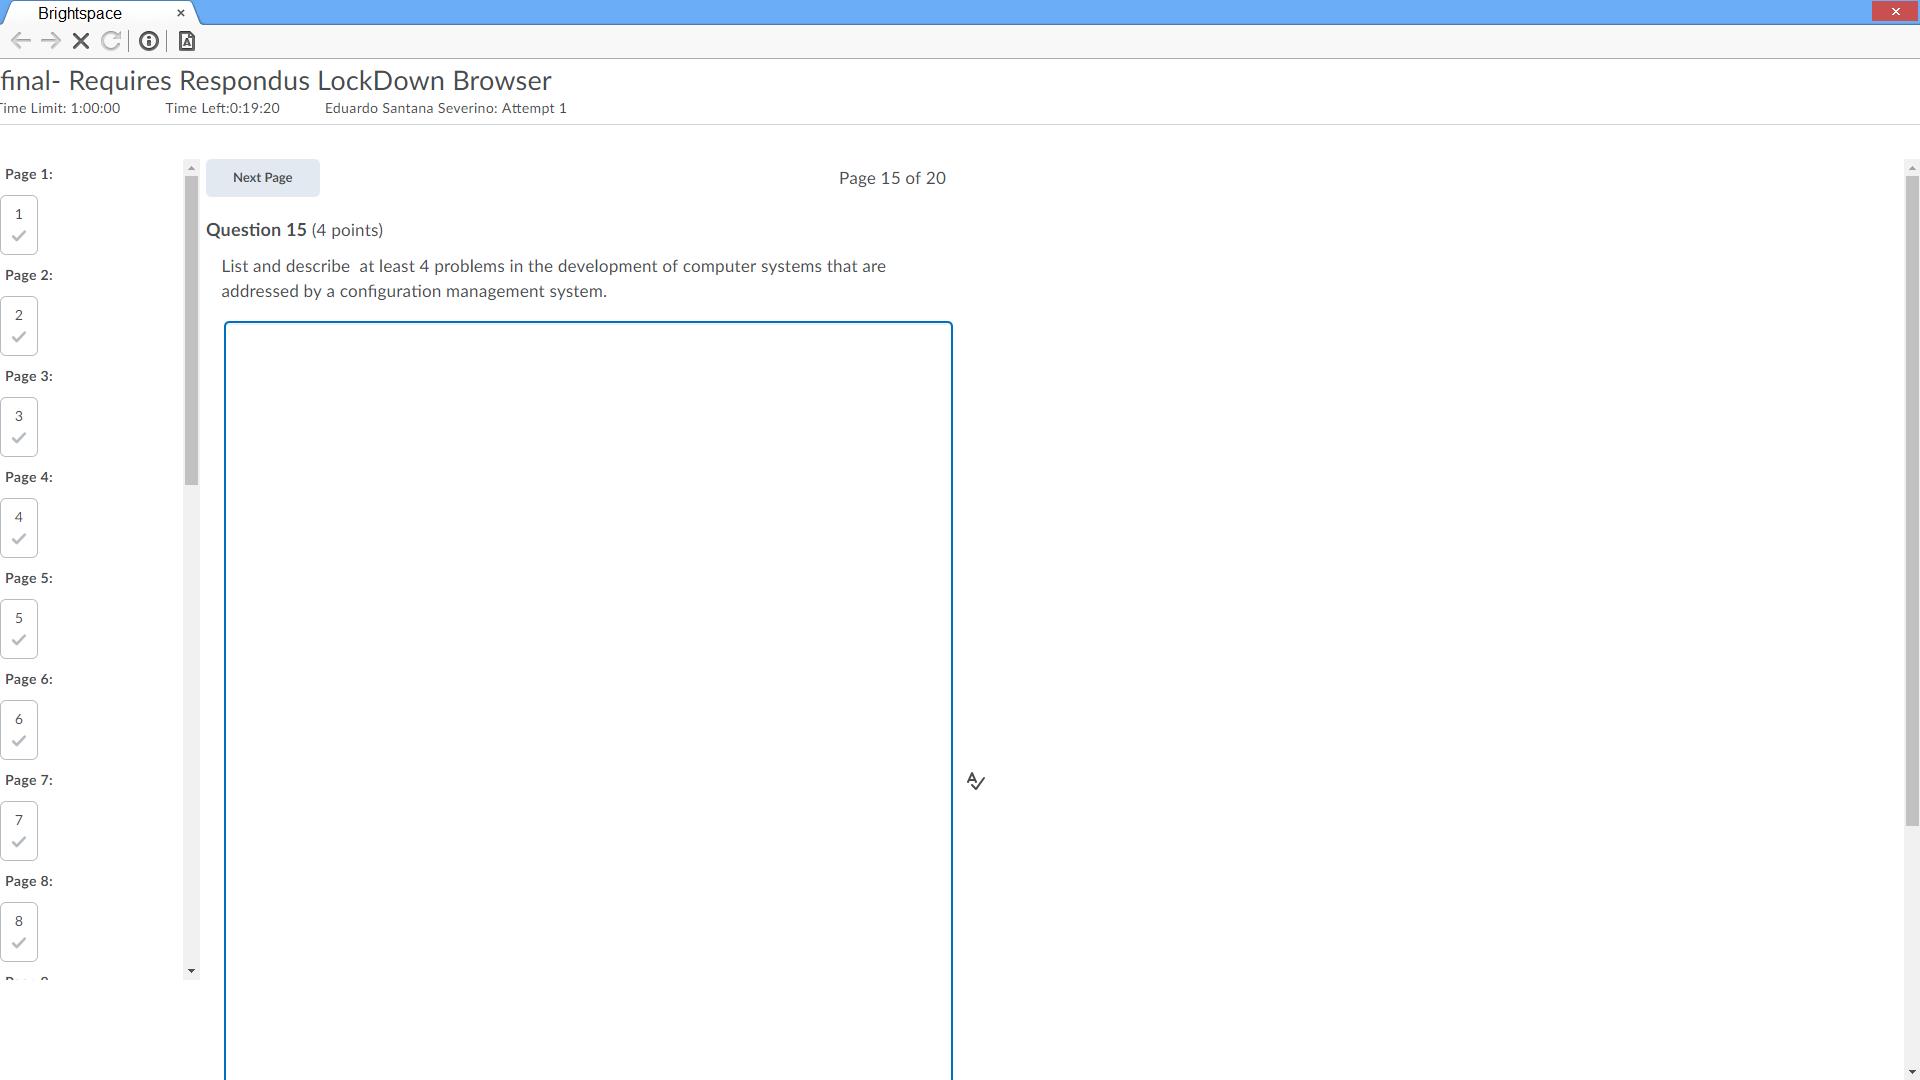 Brightspace
final- Requires Respondus LockDown Browser
Time Limit: 1:00:00 Time Left:0:19:20 Eduardo Santana Severino: Attempt 1
Page 1:
1
Page 2:
2
Page 3:
3
Page 4:
4
Page 5:
5
Page 6:
6
Page 7:
7
Page 8:
8
Next Page
Page 15 of 20
Question 15 (4 points)
List and describe at least 4 problems in the development of computer systems that are
addressed by a configuration management system.